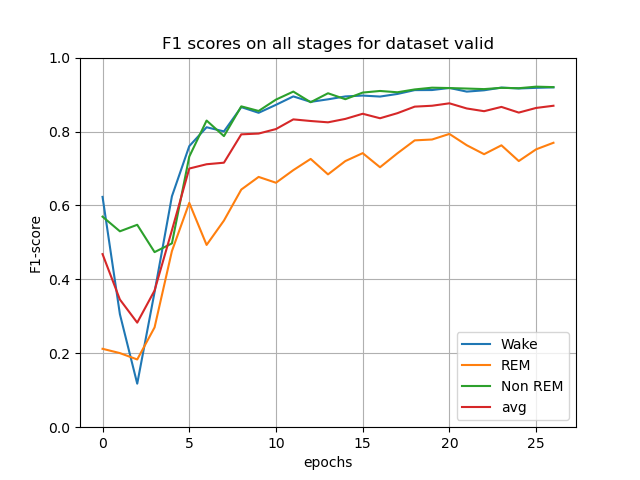 F1 scores on all stages for dataset valid
1.0
0.8
0.6
0.4
0.2
0.0
F1-score
0 5 10 15 20 25
epochs
Wake
REM
Non REM
avg